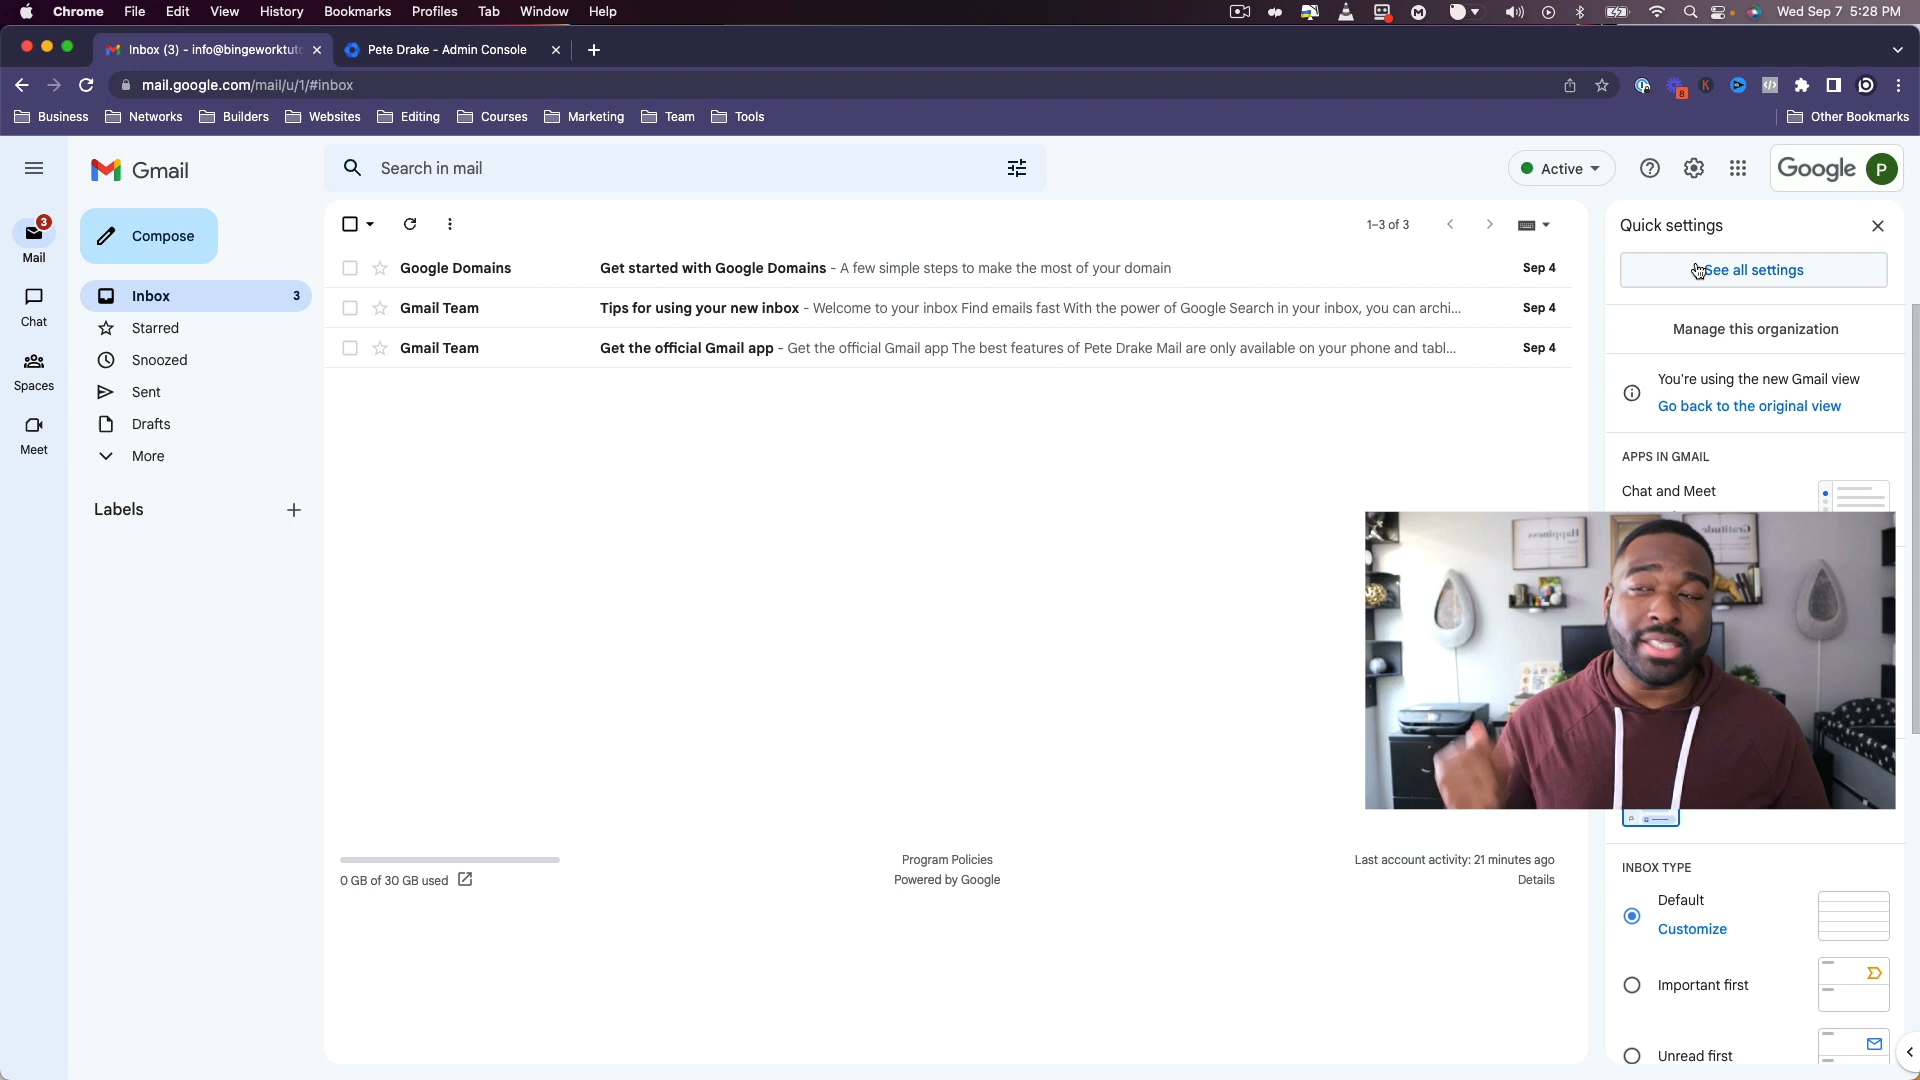 Chrome File Edit View History Bookmarks Profiles Tab Window Help Wed Sep 7 5:28 PM
Inbox (3) - info@bingeworktuto
Pete Drake - Admin Console
mail.google.com/mail/u/1/#inbox
8
K
Business Networks Builders Websites Editing Courses Marketing Team Tools Other Bookmarks
Gmail
Search in mail
Active
Google P
3
Mail
Chat
Spaces
Meet
Compose
Inbox 3
Starred
Snoozed
Sent
Drafts
More
Labels
1–3 of 3
Google Domains Get started with Google Domains - A few simple steps to make the most of your domain Sep 4
Gmail Team Tips for using your new inbox - Welcome to your inbox Find emails fast With the power of Google Search in your inbox, you can archi... Sep 4
Gmail Team Get the official Gmail app - Get the official Gmail app The best features of Pete Drake Mail are only available on your phone and tabl... Sep 4
0 GB of 30 GB used
Program Policies
Powered by Google
Last account activity: 21 minutes ago
Details
Quick settings
See all settings
Manage this organization
You're using the new Gmail view
Go back to the original view
APPS IN GMAIL
Chat and Meet
Happiness
Gratitude
INBOX TYPE
Default
Customize
Important first
Unread first